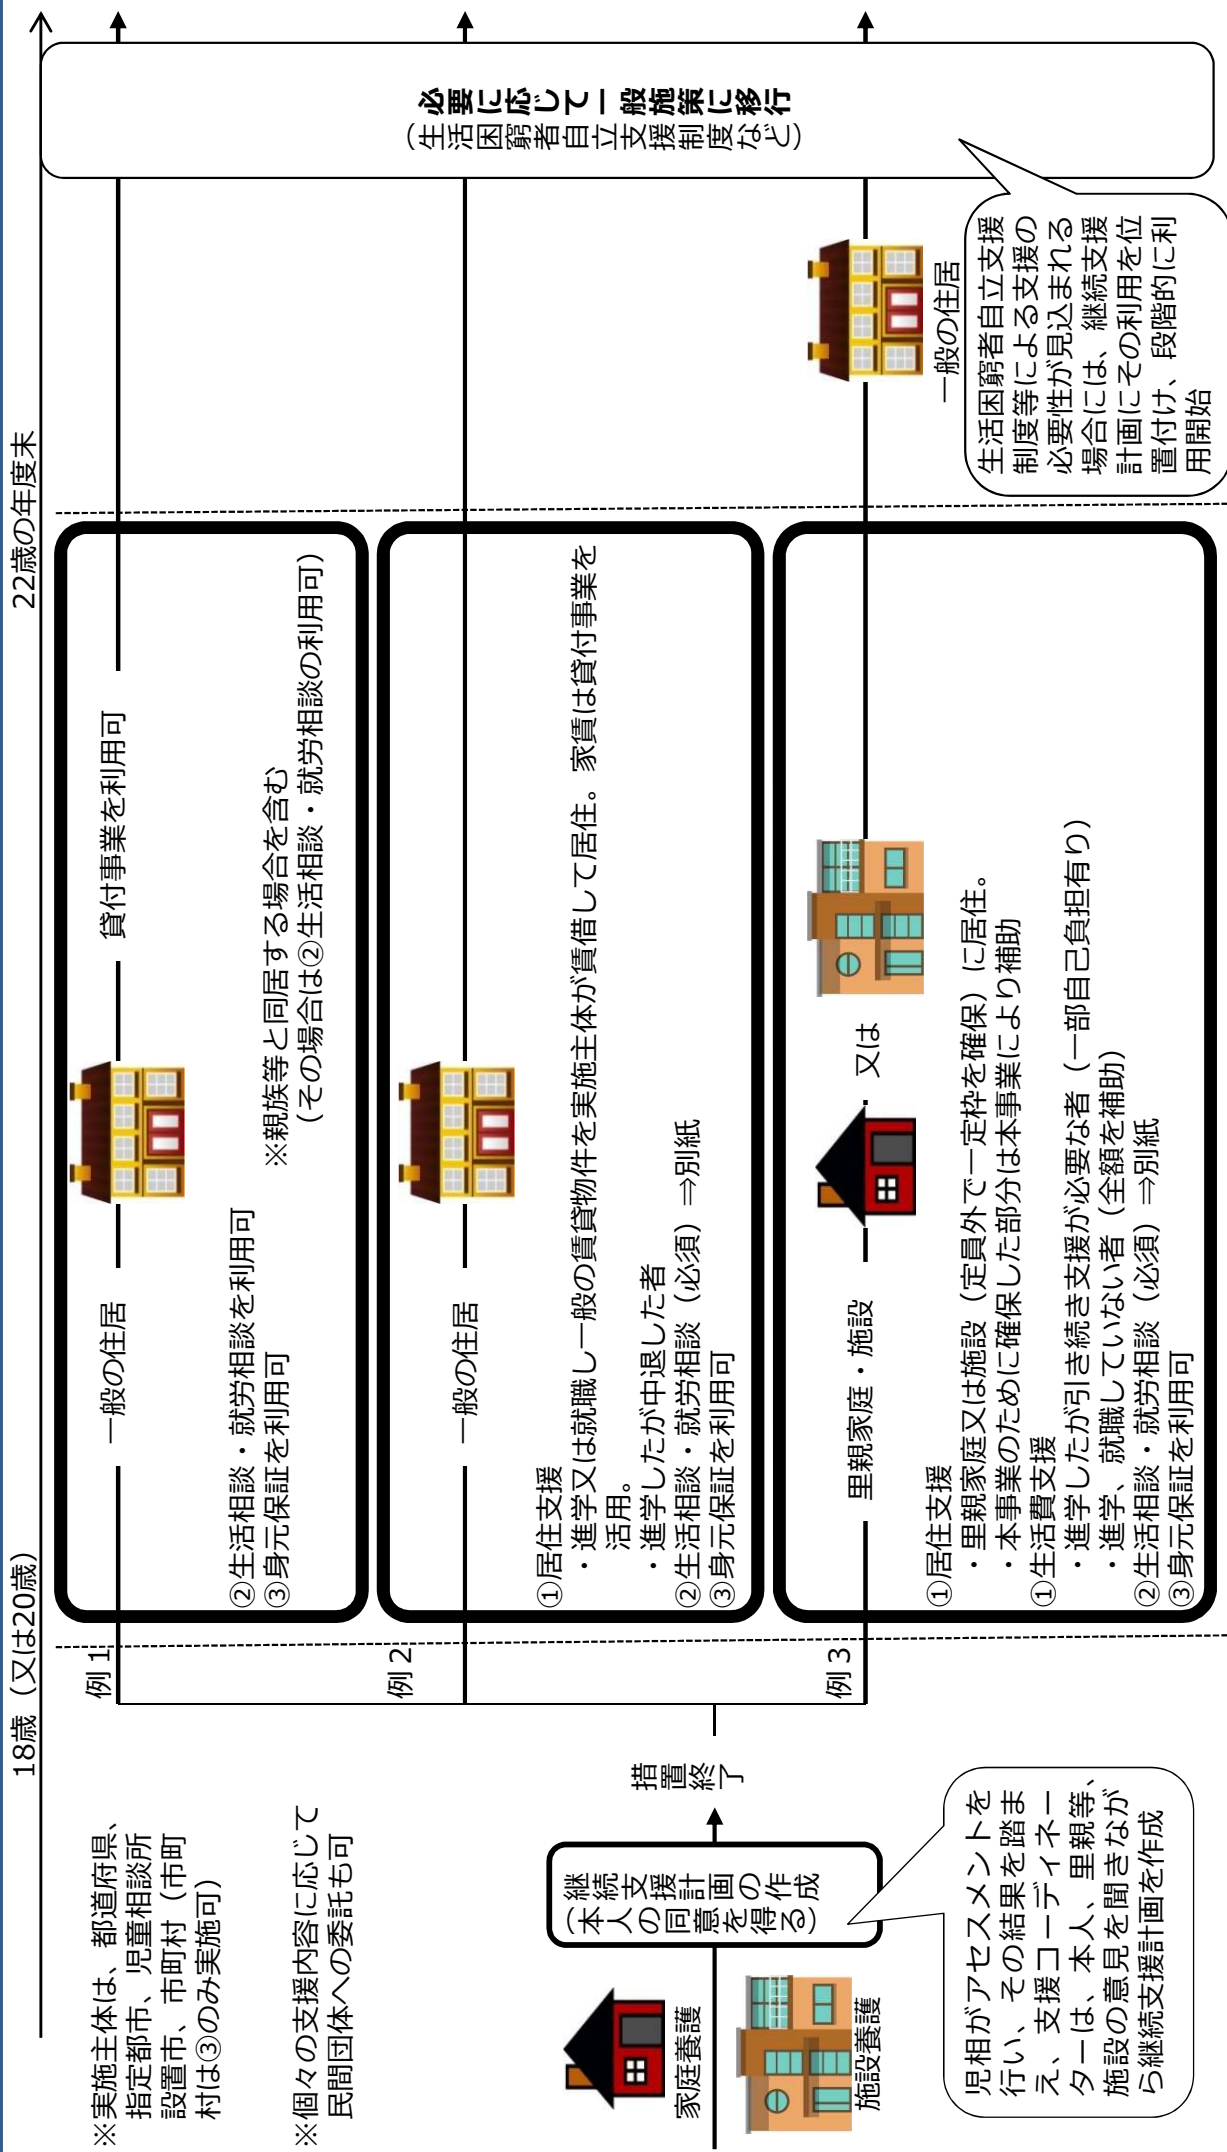 18歳（又は20歳）
22歳の年度末
※実施主体は、都道府県、
指定都市、児童相談所
設置市、市町村（市町
村は③のみ実施可）
※個々の支援内容に応じて
民間団体への委託も可
家庭養護
施設養護
継続支援計画の作成
（本人の同意を得る）
児相がアセスメントを
行い、その結果を踏ま
え、支援コーディネー
ターは、本人、里親等、
施設の意見を聞きなが
ら継続支援計画を作成
措置終了
例１
一般の住居
貸付事業を利用可
②生活相談・就労相談を利用可
③身元保証を利用可
※親族等と同居する場合を含む
（その場合は②生活相談・就労相談の利用可）
例２
一般の住居
①居住支援
・進学又は就職し一般の賃貸物件を実施主体が賃借して居住。家賃は貸付事業を
活用。
・進学したが中退した者
②生活相談・就労相談（必須）⇒別紙
③身元保証を利用可
例３
里親家庭・施設
又は
①居住支援
・里親家庭又は施設（定員外で一定枠を確保）に居住。
・本事業のために確保した部分は本事業により補助
①生活費支援
・進学したが引き続き支援が必要な者（一部自己負担有り）
・進学、就職していない者（全額を補助）
②生活相談・就労相談（必須）⇒別紙
③身元保証を利用可
一般の住居
必要に応じて一般施策に移行
（生活困窮者自立支援制度など）
生活困窮者自立支援
制度等による支援の
必要性が見込まれる
場合には、継続支援
計画にその利用を位
置付け、段階的に利
用開始